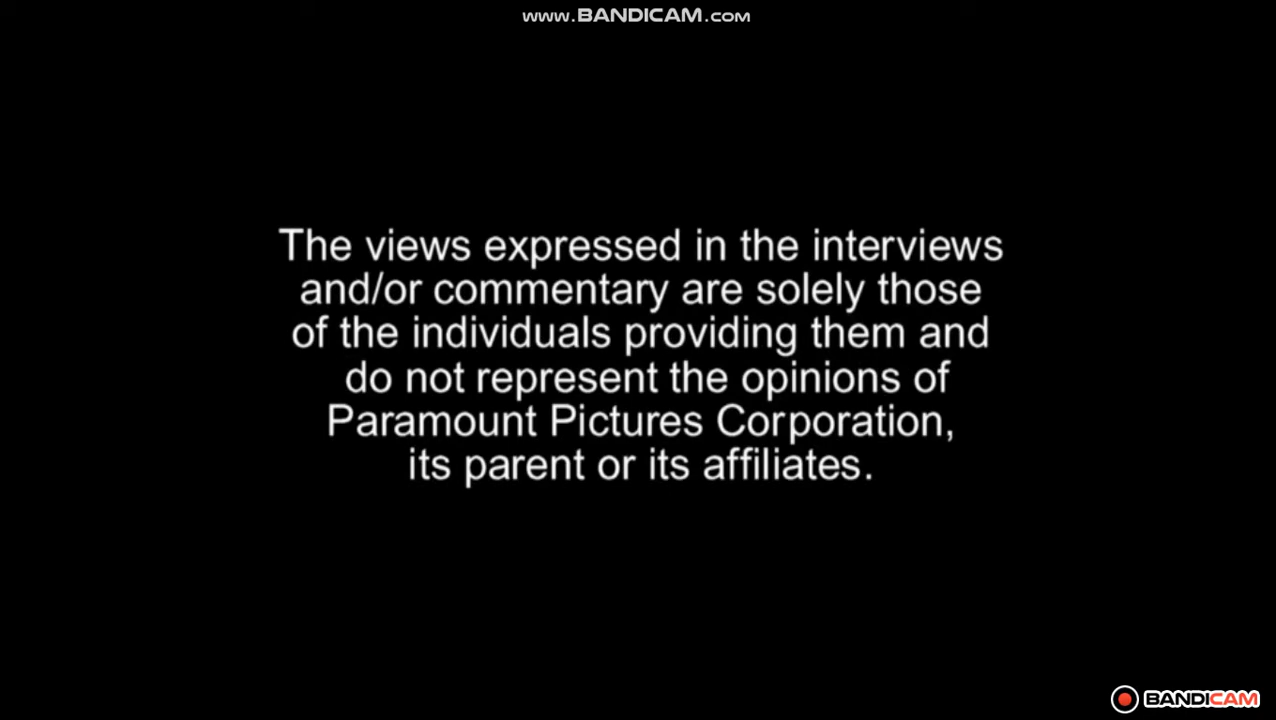 www.BANDICAM.com
The views expressed in the interviews
and/or commentary are solely those
of the individuals providing them and
do not represent the opinions of
Paramount Pictures Corporation,
its parent or its affiliates.
BANDICAM